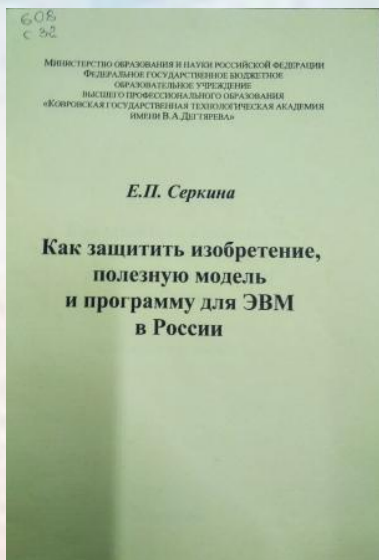 608
С 32
МИНИСТЕРСТВО ОБРАЗОВАНИЯ И НАУКИ РОССИЙСКОЙ ФЕДЕРАЦИИ
ФЕДЕРАЛЬНОЕ ГОСУДАРСТВЕННОЕ БЮДЖЕТНОЕ
ОБРАЗОВАТЕЛЬНОЕ УЧРЕЖДЕНИЕ
ВЫСШЕГО ПРОФЕССИОНАЛЬНОГО ОБРАЗОВАНИЯ
«КОВРОВСКАЯ ГОСУДАРСТВЕННАЯ ТЕХНОЛОГИЧЕСКАЯ АКАДЕМИЯ
ИМЕНИ В.А.ДЕГТЯРЕВА»
Е.П. Серкина
Как защитить изобретение,
полезную модель
и программу для ЭВМ
в России